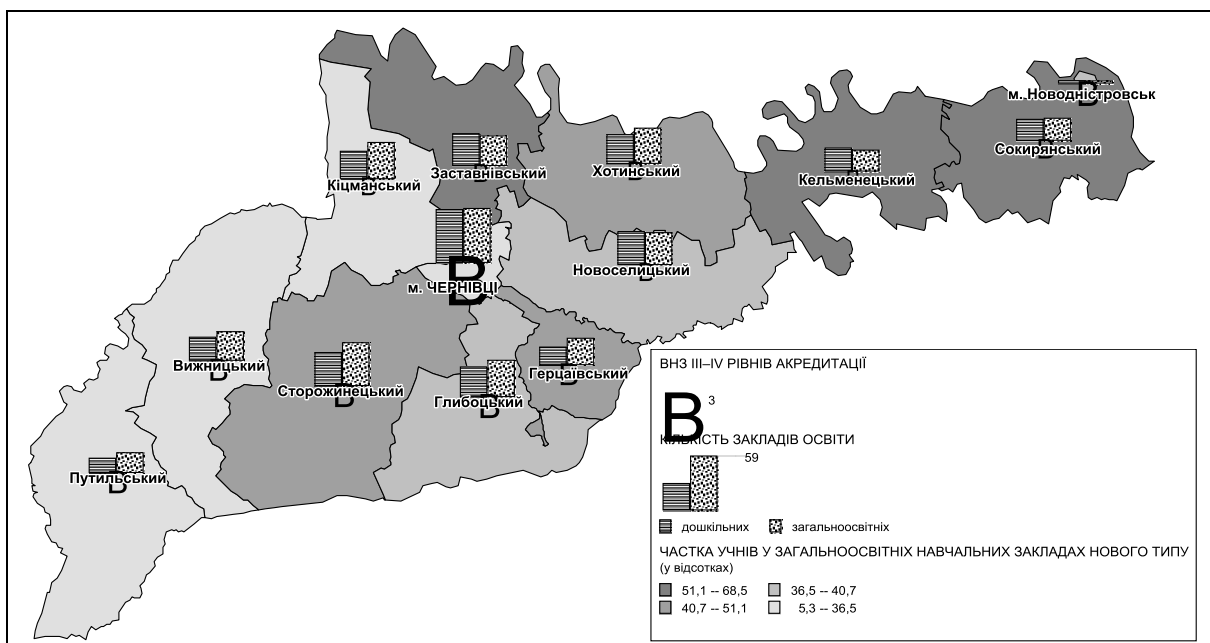 м. Новодністровськ
В
Сокирянський
В
Заставнівський
В
Хотинський
В
Кельменецький
В
Кіцманський
В
Новоселицький
В
м. ЧЕРНІВЦІ
В
Вижницький
В
Герцаївський
В
Сторожинецький
В
Глибоцький
В
Путильський
В
ВНЗ III–IV РІВНІВ АКРЕДИТАЦІЇ
В 3
КІЛЬКІСТЬ ЗАКЛАДІВ ОСВІТИ
59
дошкільних загальноосвітніх
ЧАСТКА УЧНІВ У ЗАГАЛЬНООСВІТНІХ НАВЧАЛЬНИХ ЗАКЛАДАХ НОВОГО ТИПУ
(у відсотках)
51,1 -- 68,5 36,5 -- 40,7
40,7 -- 51,1 5,3 -- 36,5